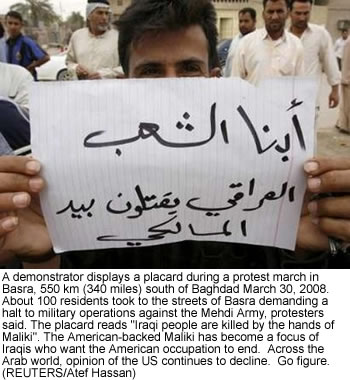 أبنا الشعب
العراقي يقتلون بيد
المالكي
A demonstrator displays a placard during a protest march in
Basra, 550 km (340 miles) south of Baghdad March 30, 2008.
About 100 residents took to the streets of Basra demanding a
halt to military operations against the Mehdi Army, protesters
said. The placard reads "Iraqi people are killed by the hands of
Maliki". The American-backed Maliki has become a focus of
Iraqis who want the American occupation to end.  Across the
Arab world, opinion of the US continues to decline.  Go figure.
(REUTERS/Atef Hassan)